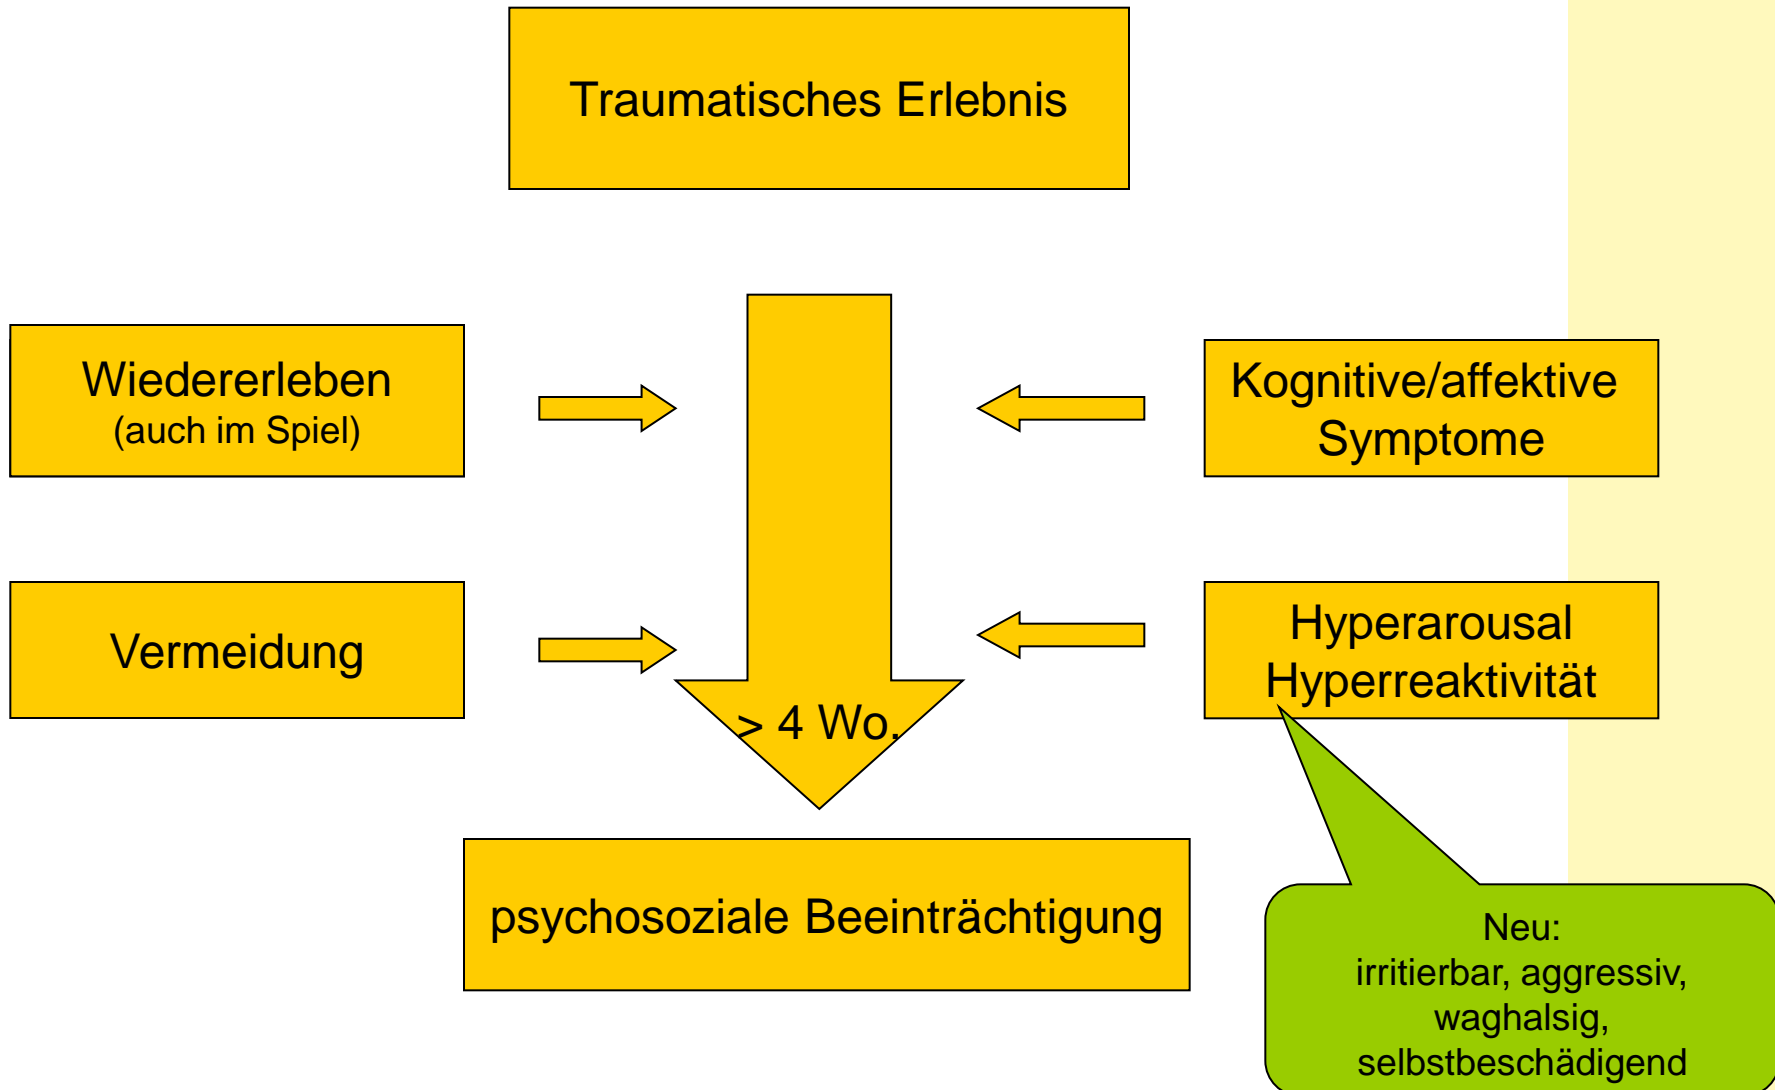 Traumatisches Erlebnis
Wiedererleben
(auch im Spiel)
Kognitive/affektive
Symptome
Vermeidung
Hyperarousal
Hyperreaktivität
> 4 Wo.
psychosoziale Beeinträchtigung
Neu:
irritierbar, aggressiv,
waghalsig,
selbstbeschädigend